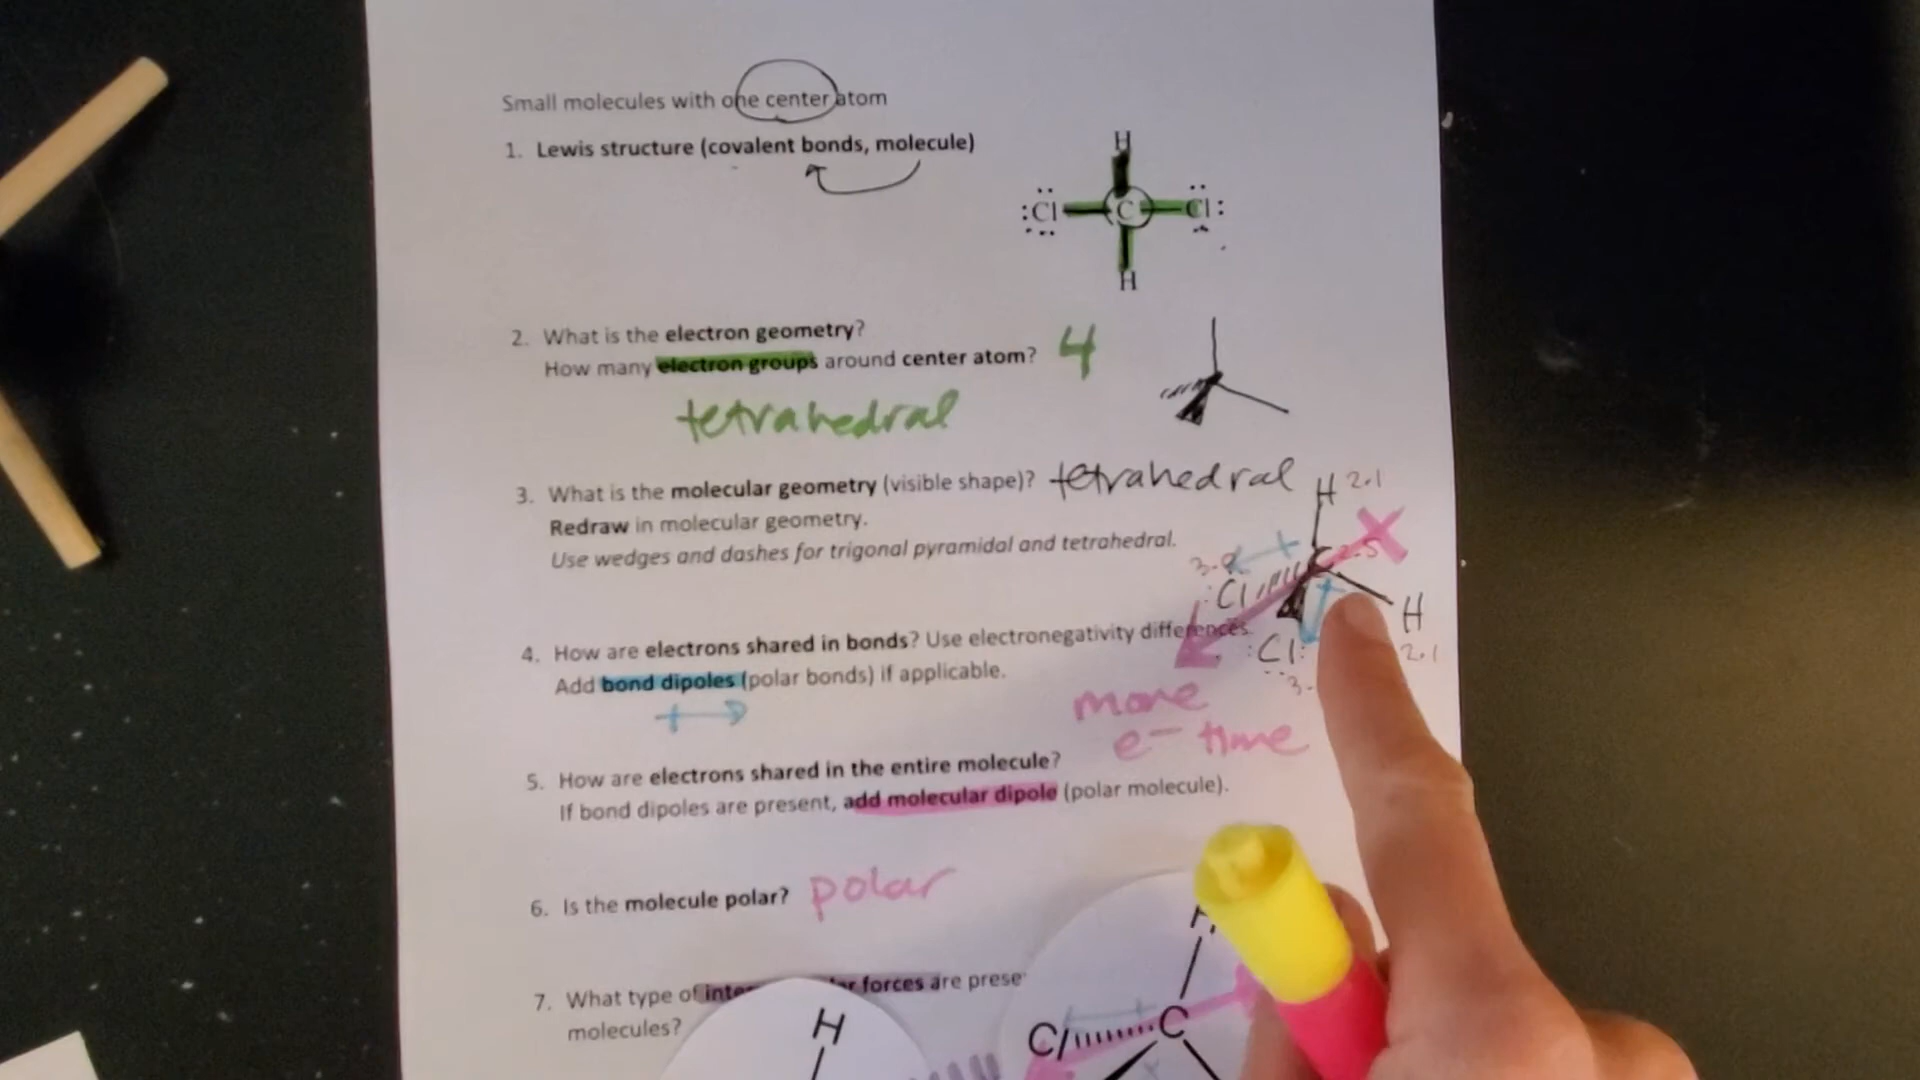 Small molecules with one center atom
1. Lewis structure (covalent bonds, molecule)
H
:Cl C Cl:
H
2. What is the electron geometry?
How many electron groups around center atom? 4
tetrahedral
3. What is the molecular geometry (visible shape)? tetrahedral
H 2.1
Redraw in molecular geometry.
Use wedges and dashes for trigonal pyramidal and tetrahedral.
C 2.5
Cl
H
4. How are electrons shared in bonds? Use electronegativity differences.
:Cl:
2.1
Add bond dipoles (polar bonds) if applicable.
more
e- time
5. How are electrons shared in the entire molecule?
If bond dipoles are present, add molecular dipole (polar molecule).
6. Is the molecule polar? polar
H
7. What type of forces are
molecules?
H
Cl C